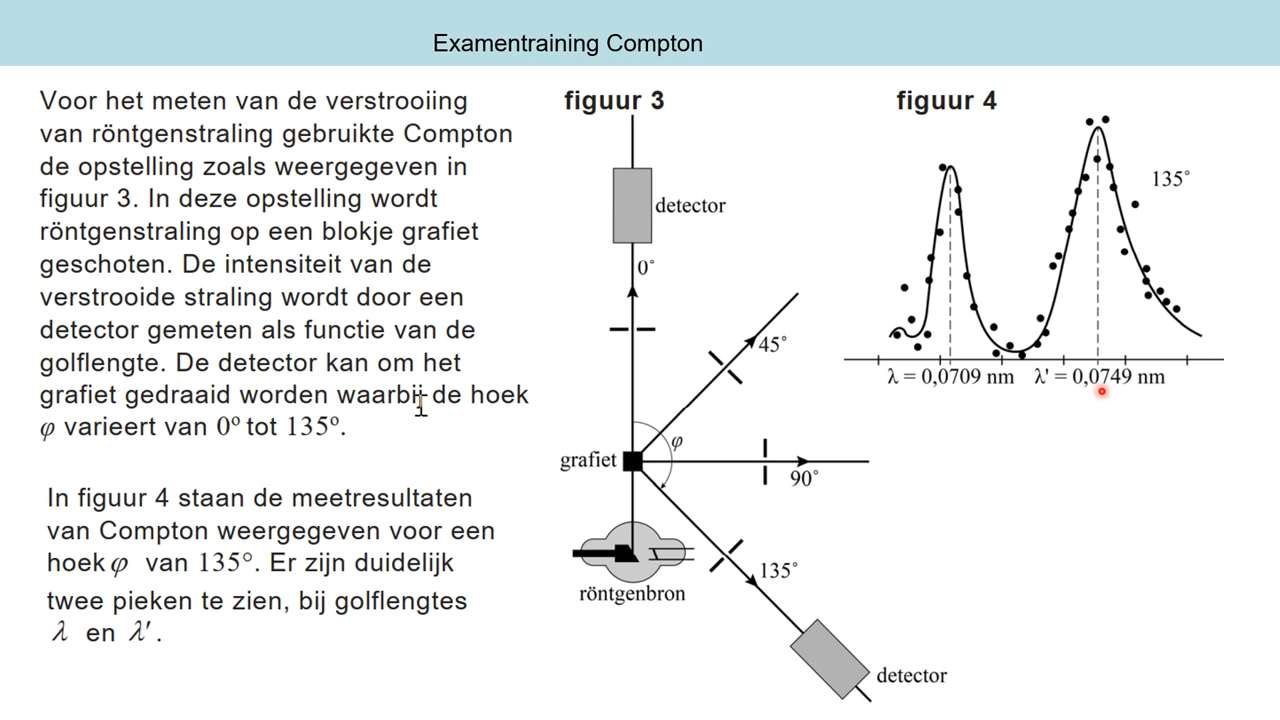 Examentraining Compton
Voor het meten van de verstrooiing
van röntgenstraling gebruikte Compton
de opstelling zoals weergegeven in
figuur 3. In deze opstelling wordt
röntgenstraling op een blokje grafiet
geschoten. De intensiteit van de
verstrooide straling wordt door een
detector gemeten als functie van de
golflengte. De detector kan om het
grafiet gedraaid worden waarbij de hoek
φ varieert van 0° tot 135°.
In figuur 4 staan de meetresultaten
van Compton weergegeven voor een
hoek φ van 135°. Er zijn duidelijk
twee pieken te zien, bij golflengtes
λ en λ'.
figuur 3
detector
0°
45°
φ
grafiet
90°
135°
röntgenbron
detector
figuur 4
135°
λ = 0,0709 nm λ' = 0,0749 nm